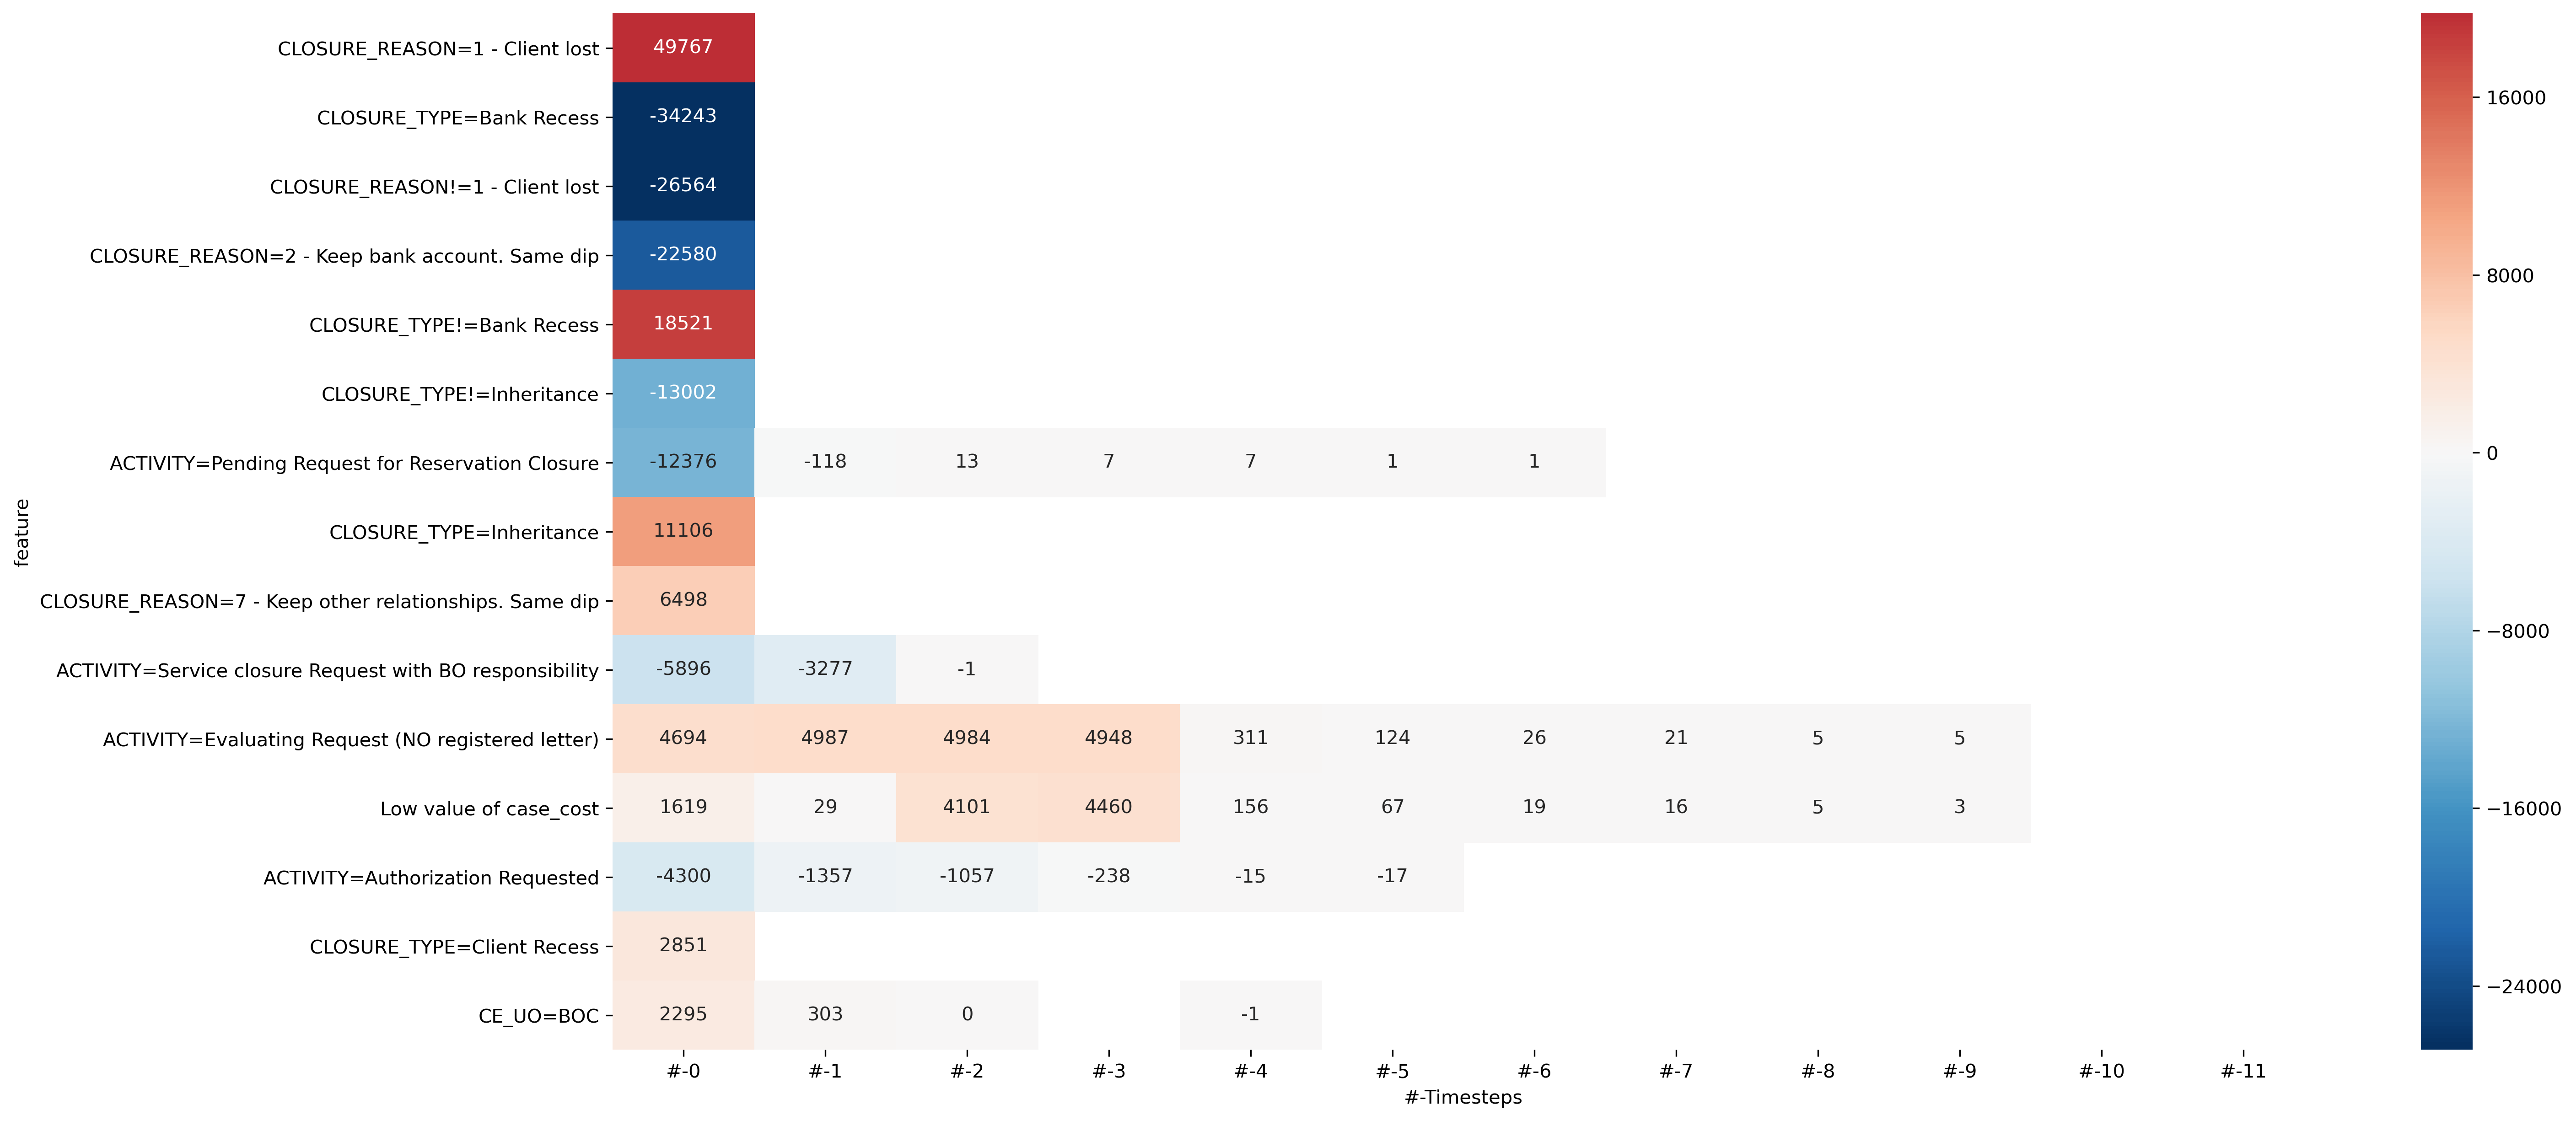 CLOSURE_REASON=1 - Client lost 49767
CLOSURE_TYPE=Bank Recess -34243
CLOSURE_REASON!=1 - Client lost -26564
CLOSURE_REASON=2 - Keep bank account. Same dip -22580
CLOSURE_TYPE!=Bank Recess 18521
CLOSURE_TYPE!=Inheritance -13002
ACTIVITY=Pending Request for Reservation Closure -12376 -118 13 7 7 1 1
CLOSURE_TYPE=Inheritance 11106
CLOSURE_REASON=7 - Keep other relationships. Same dip 6498
ACTIVITY=Service closure Request with BO responsibility -5896 -3277 -1
ACTIVITY=Evaluating Request (NO registered letter) 4694 4987 4984 4948 311 124 26 21 5 5
Low value of case_cost 1619 29 4101 4460 156 67 19 16 5 3
ACTIVITY=Authorization Requested -4300 -1357 -1057 -238 -15 -17
CLOSURE_TYPE=Client Recess 2851
CE_UO=BOC 2295 303 0 -1
feature
#-0 #-1 #-2 #-3 #-4 #-5 #-6 #-7 #-8 #-9 #-10 #-11
#-Timesteps
16000
8000
0
−8000
−16000
−24000